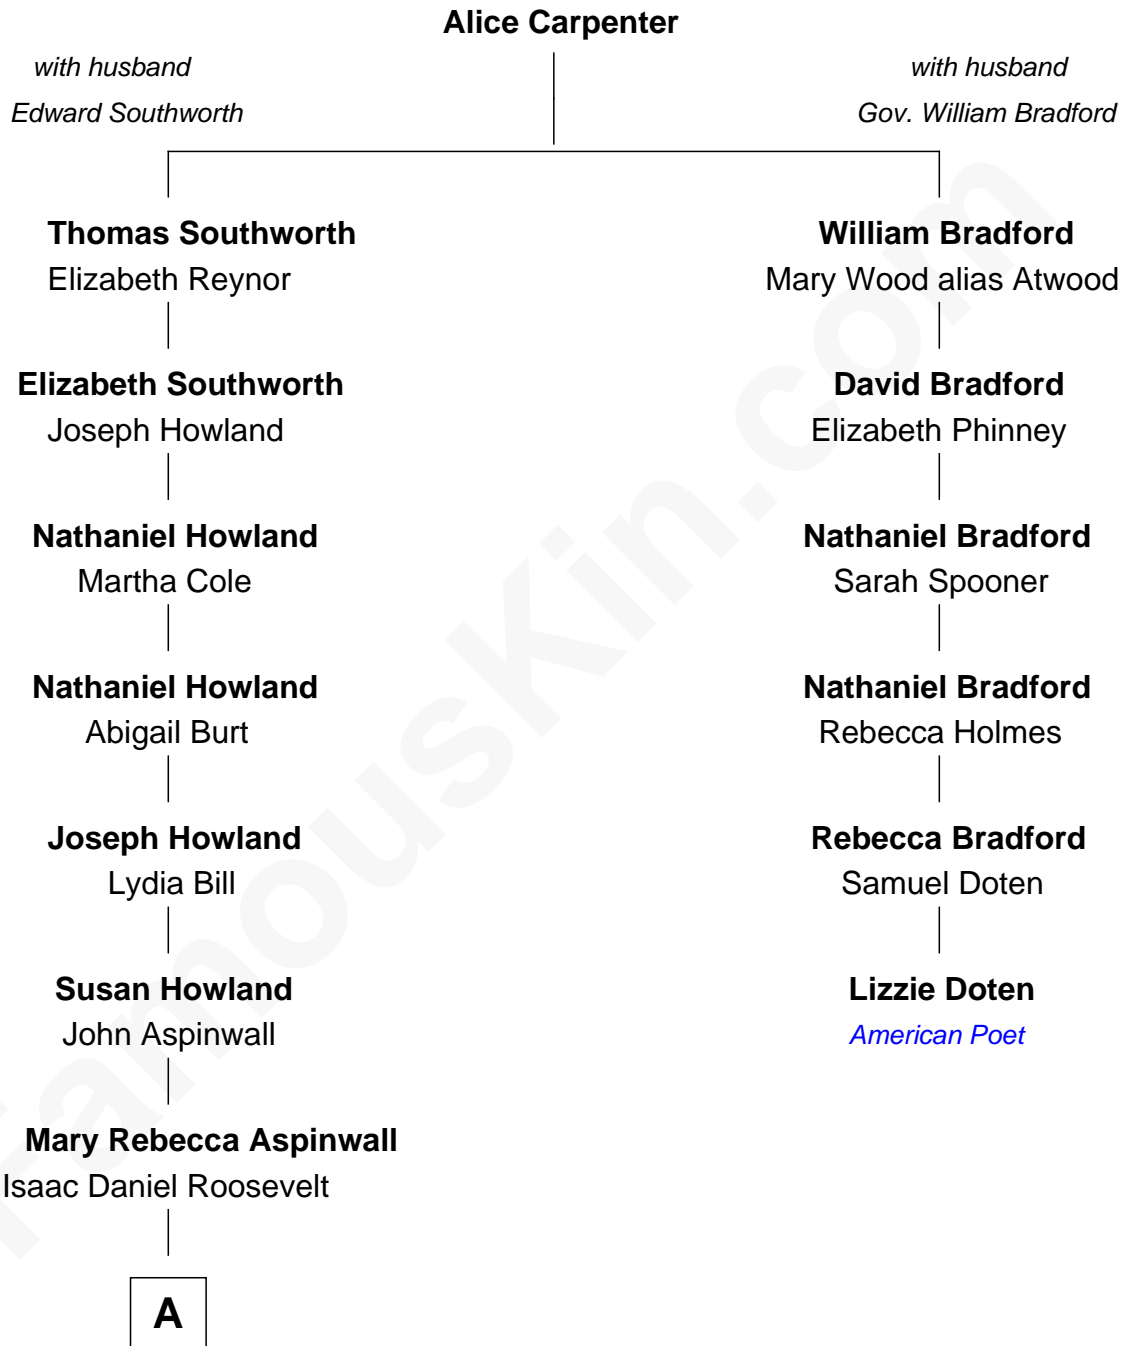 Alice Carpenter
with husband
Edward Southworth
with husband
Gov. William Bradford
Thomas Southworth
Elizabeth Reynor
William Bradford
Mary Wood alias Atwood
Elizabeth Southworth
Joseph Howland
David Bradford
Elizabeth Phinney
Nathaniel Howland
Martha Cole
Nathaniel Bradford
Sarah Spooner
Nathaniel Howland
Abigail Burt
Nathaniel Bradford
Rebecca Holmes
Joseph Howland
Lydia Bill
Rebecca Bradford
Samuel Doten
Susan Howland
John Aspinwall
Lizzie Doten
American Poet
Mary Rebecca Aspinwall
Isaac Daniel Roosevelt
A
FamousKin.com